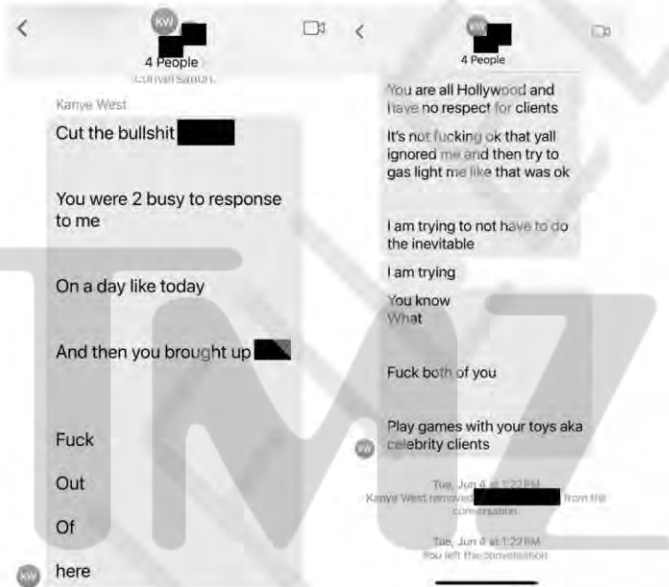 KW
4 People
conversation.
Kanye West
Cut the bullshit
You were 2 busy to response
to me
On a day like today
And then you brought up
Fuck
Out
Of
here
KW
KW
4 People
You are all Hollywood and
have no respect for clients
It's not fucking ok that yall
ignored me and then try to
gas light me like that was ok
I am trying to not have to do
the inevitable
I am trying
You know
What
Fuck both of you
Play games with your toys aka
celebrity clients
KW
Tue, Jun 4 at 1:22 PM
Kanye West removed from the
conversation.
Tue, Jun 4 at 1:22 PM
You left the conversation.
TMZ